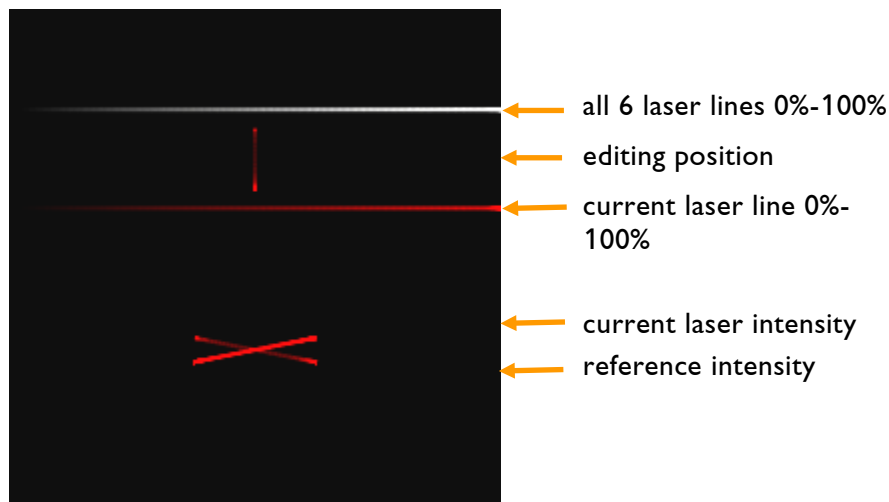 all 6 laser lines 0%-100%
editing position
current laser line 0%-
100%
current laser intensity
reference intensity